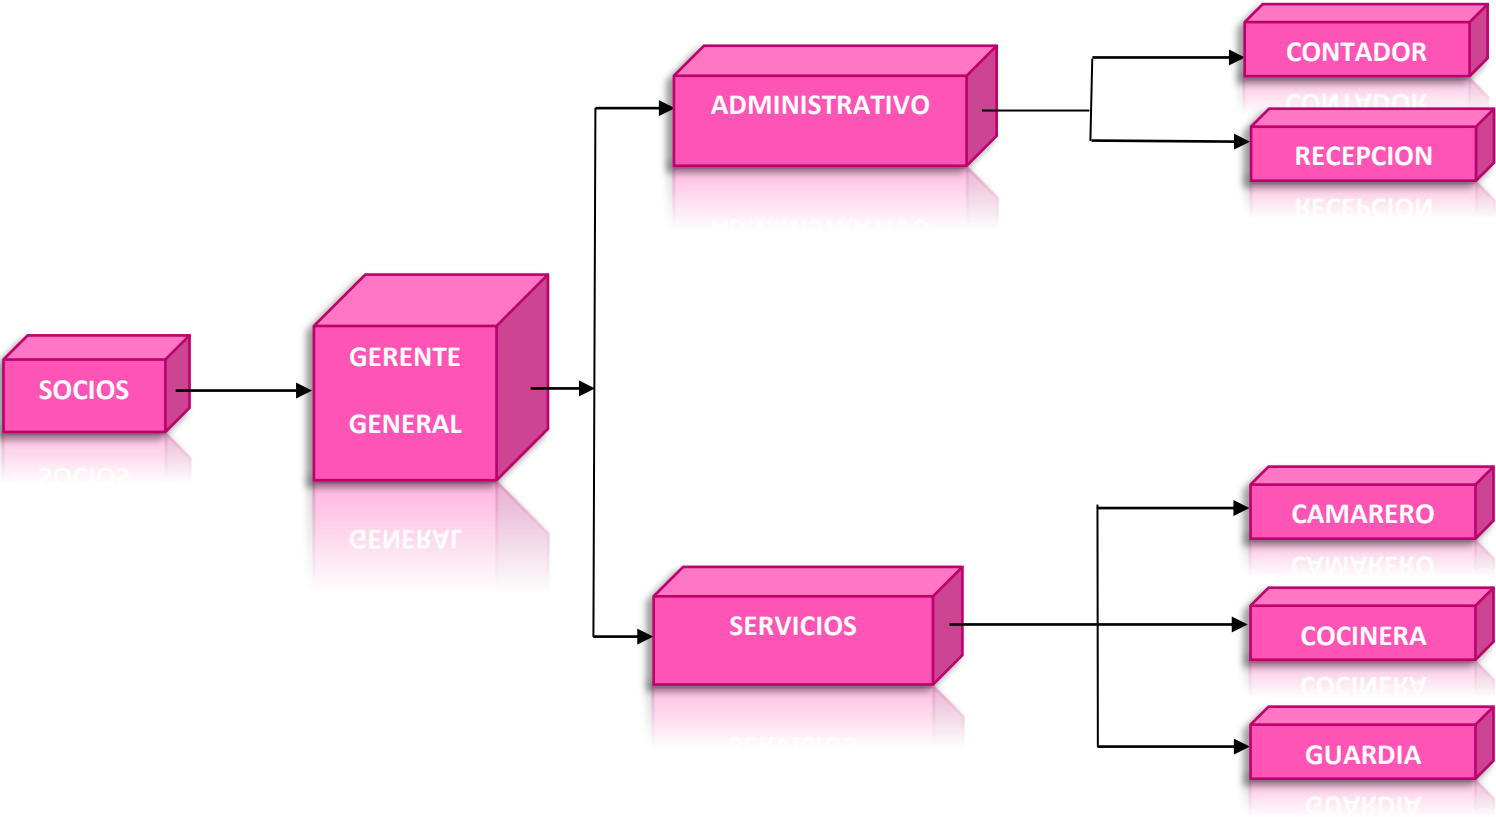 SOCIOS
GERENTE
GENERAL
ADMINISTRATIVO
CONTADOR
RECEPCION
SERVICIOS
CAMARERO
COCINERA
GUARDIA